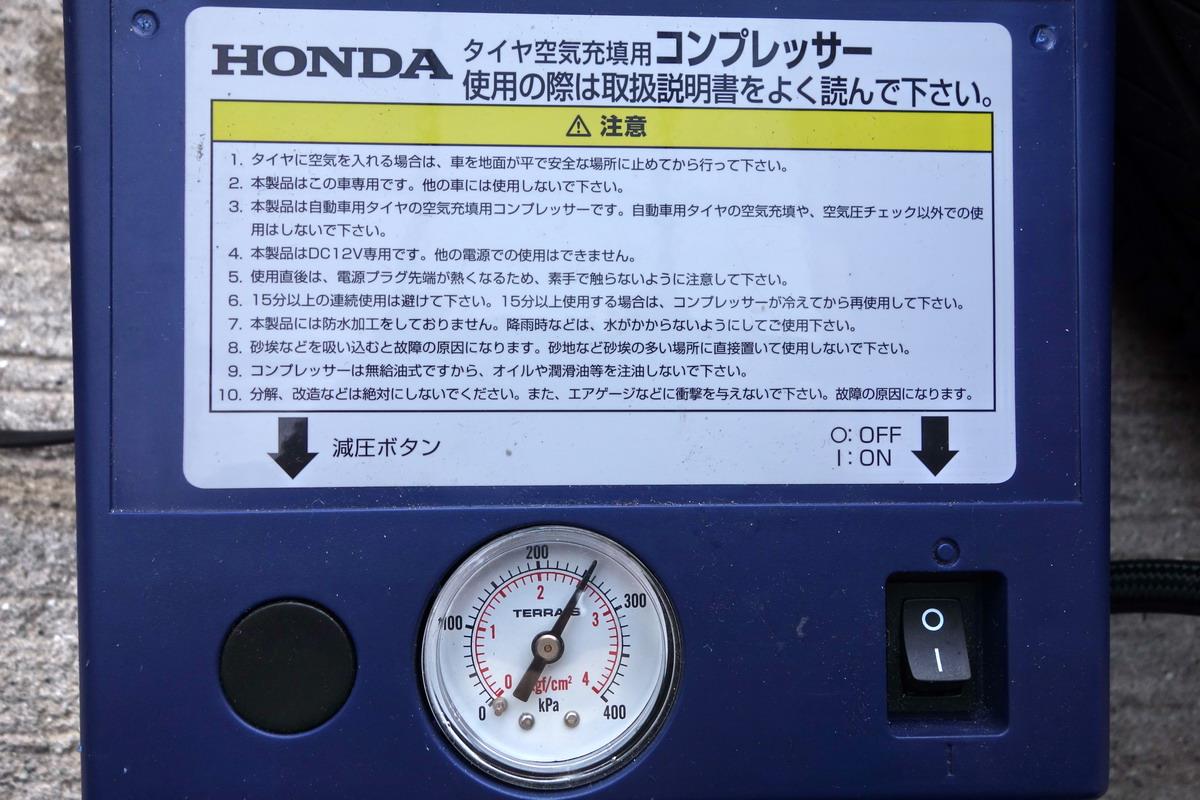 HONDA タイヤ空気充填用コンプレッサー
使用の際は取扱説明書をよく読んで下さい。
⚠ 注意
1. タイヤに空気を入れる場合は、車を地面が平で安全な場所に止めてから行って下さい。
2. 本製品はこの車専用です。他の車には使用しないで下さい。
3. 本製品は自動車用タイヤの空気充填用コンプレッサーです。自動車用タイヤの空気充填や、空気圧チェック以外での使
用はしないで下さい。
4. 本製品はDC12V専用です。他の電源での使用はできません。
5. 使用直後は、電源プラグ先端が熱くなるため、素手で触らないように注意して下さい。
6. 15分以上の連続使用は避けて下さい。15分以上使用する場合は、コンプレッサーが冷えてから再使用して下さい。
7. 本製品には防水加工をしておりません。降雨時などは、水がかからないようにしてご使用下さい。
8. 砂埃などを吸い込むと故障の原因になります。砂地など砂埃の多い場所に直接置いて使用しないで下さい。
9. コンプレッサーは無給油式ですから、オイルや潤滑油等を注油しないで下さい。
10. 分解、改造などは絶対にしないでください。また、エアゲージなどに衝撃を与えないで下さい。故障の原因になります。
減圧ボタン
○: OFF
I: ON
200
2
300
100
1
3
0
4
kgf/cm²
kPa
0
400
○
I